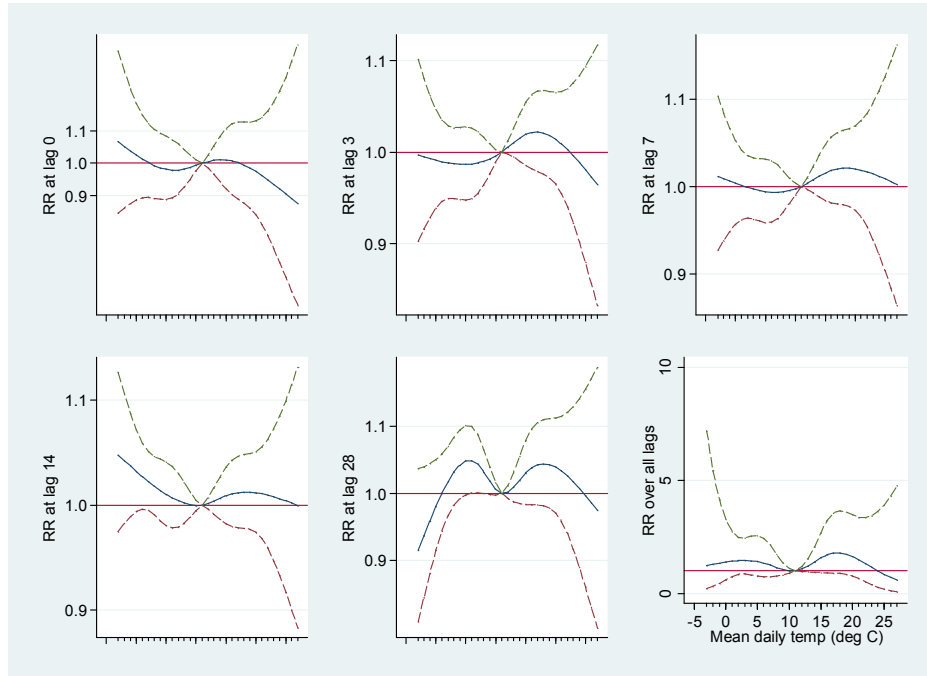 RR at lag 0
1.1
1.0
0.9
RR at lag 3
1.1
1.0
0.9
RR at lag 7
1.1
1.0
0.9
RR at lag 14
1.1
1.0
0.9
RR at lag 28
1.1
1.0
0.9
RR over all lags
10
5
0
-5 0 5 10 15 20 25
Mean daily temp (deg C)